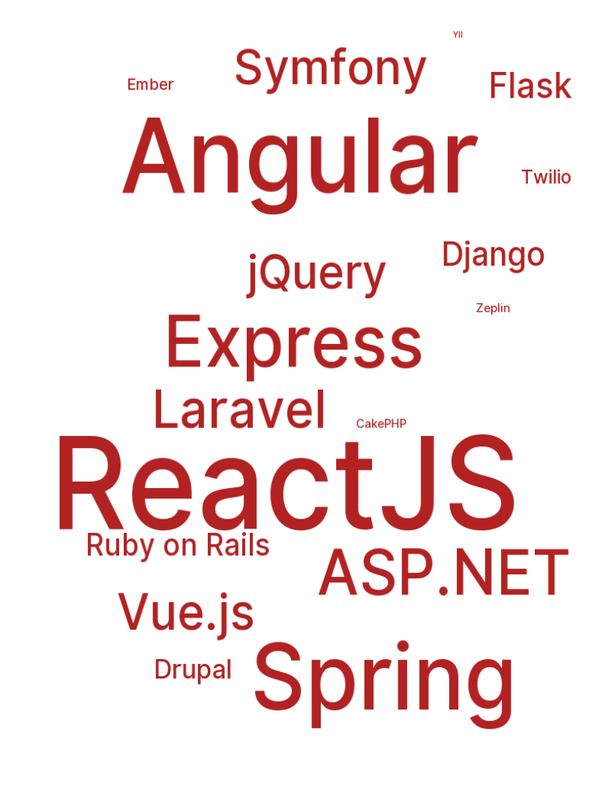 YII
Symfony
Ember
Flask
Angular
Twilio
Django
jQuery
Zeplin
Express
Laravel
CakePHP
ReactJS
Ruby on Rails
ASP.NET
Vue.js
Drupal
Spring